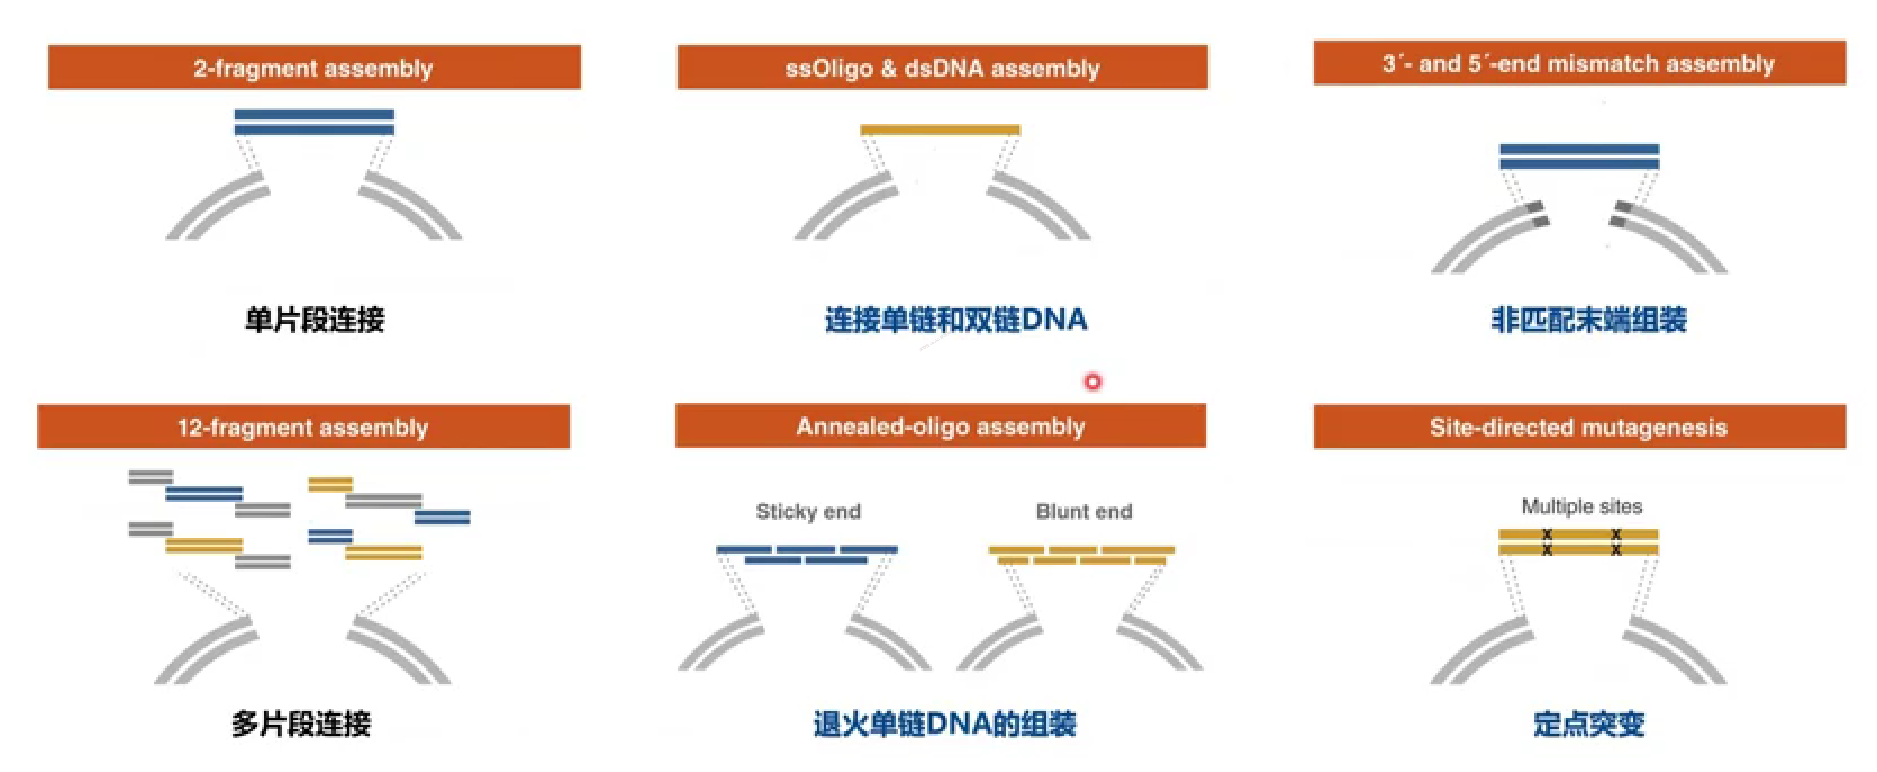 2-fragment assembly
ssOligo & dsDNA assembly
3´- and 5´-end mismatch assembly
单片段连接
连接单链和双链DNA
非匹配末端组装
12-fragment assembly
Annealed-oligo assembly
Site-directed mutagenesis
Sticky end
Blunt end
Multiple sites
x x
x x
多片段连接
退火单链DNA的组装
定点突变